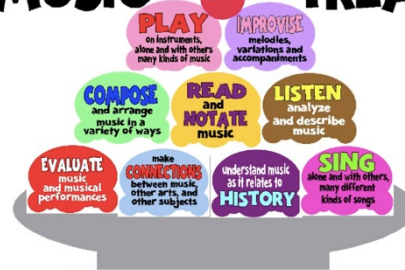 MUSIC
PLAY
on instruments,
alone and with others
many kinds of music
IMPROVISE
melodies,
variations and
accompaniments
COMPOSE
and arrange
music in a
variety of ways
READ
and
NOTATE
music
LISTEN
analyze
and describe
music
EVALUATE
music
and musical
performances
make
CONNECTIONS
between music,
other arts, and
other subjects
understand music
as it relates to
HISTORY
SING
alone and with others,
many different
kinds of songs